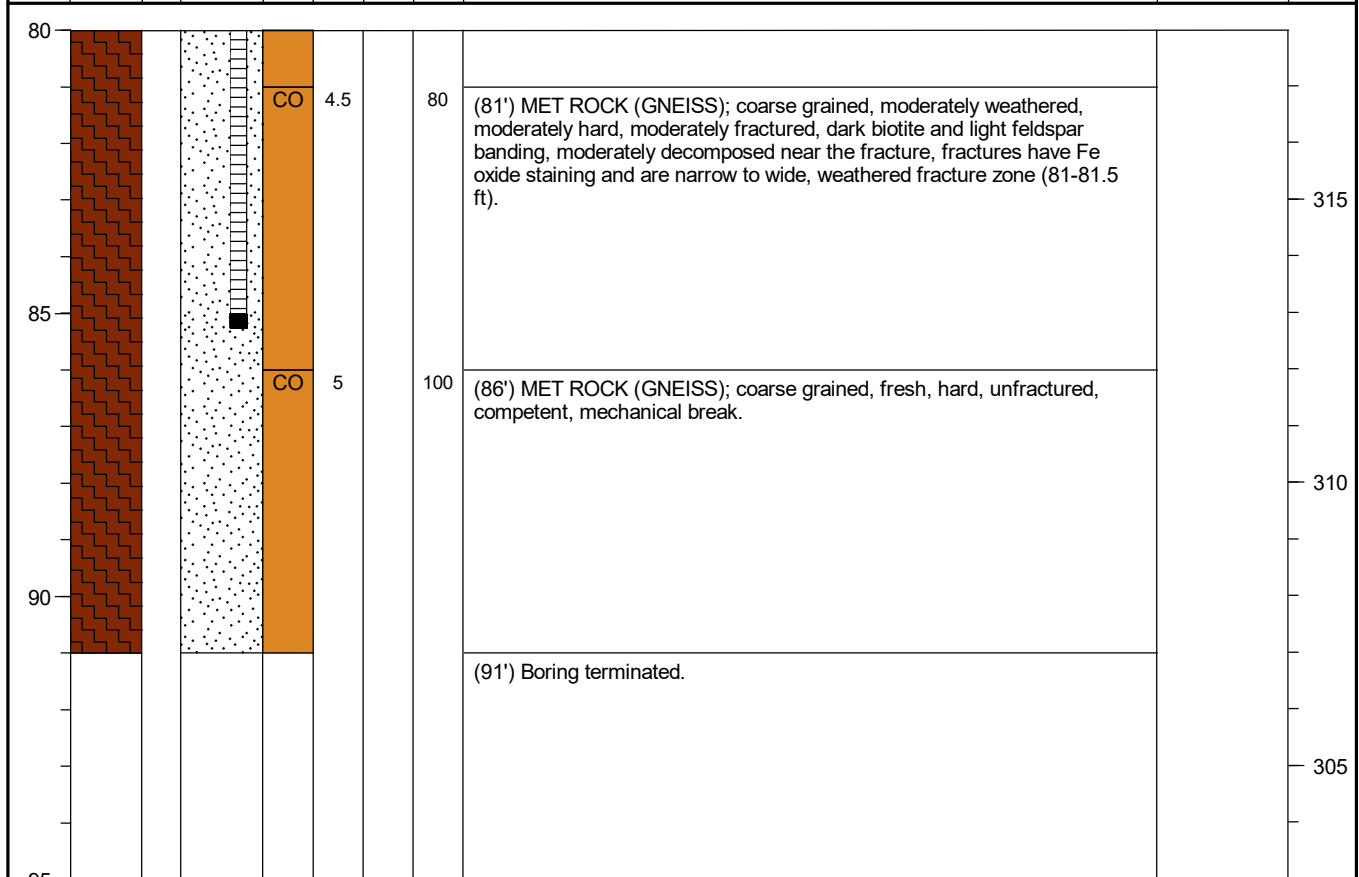 80
CO 4.5 80 (81') MET ROCK (GNEISS); coarse grained, moderately weathered,
moderately hard, moderately fractured, dark biotite and light feldspar
banding, moderately decomposed near the fracture, fractures have Fe
oxide staining and are narrow to wide, weathered fracture zone (81-81.5
ft).
315
85
CO 5 100 (86') MET ROCK (GNEISS); coarse grained, fresh, hard, unfractured,
competent, mechanical break.
310
90
(91') Boring terminated.
305